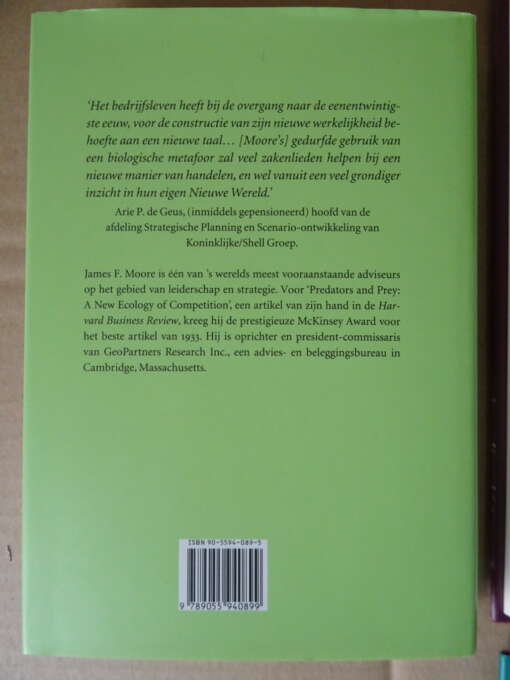 ‘Het bedrijfsleven heeft bij de overgang naar de eenentwintig-
ste eeuw, voor de constructie van zijn nieuwe werkelijkheid be-
hoefte aan een nieuwe taal… [Moore’s] gedurfde gebruik van
een biologische metafoor zal veel zakenlieden helpen bij een
nieuwe manier van handelen, en wel vanuit een veel grondiger
inzicht in hun eigen Nieuwe Wereld.’
Arie P. de Geus, (inmiddels gepensioneerd) hoofd van de
afdeling Strategische Planning en Scenario-ontwikkeling van
Koninklijke/Shell Groep.
James F. Moore is één van ’s werelds meest vooraanstaande adviseurs
op het gebied van leiderschap en strategie. Voor ‘Predators and Prey:
A New Ecology of Competition’, een artikel van zijn hand in de Har-
vard Business Review, kreeg hij de prestigieuze McKinsey Award voor
het beste artikel van 1933. Hij is oprichter en president-commissaris
van GeoPartners Research Inc., een advies- en beleggingsbureau in
Cambridge, Massachusetts.
ISBN 90-5594-089-5
9 789055 940899